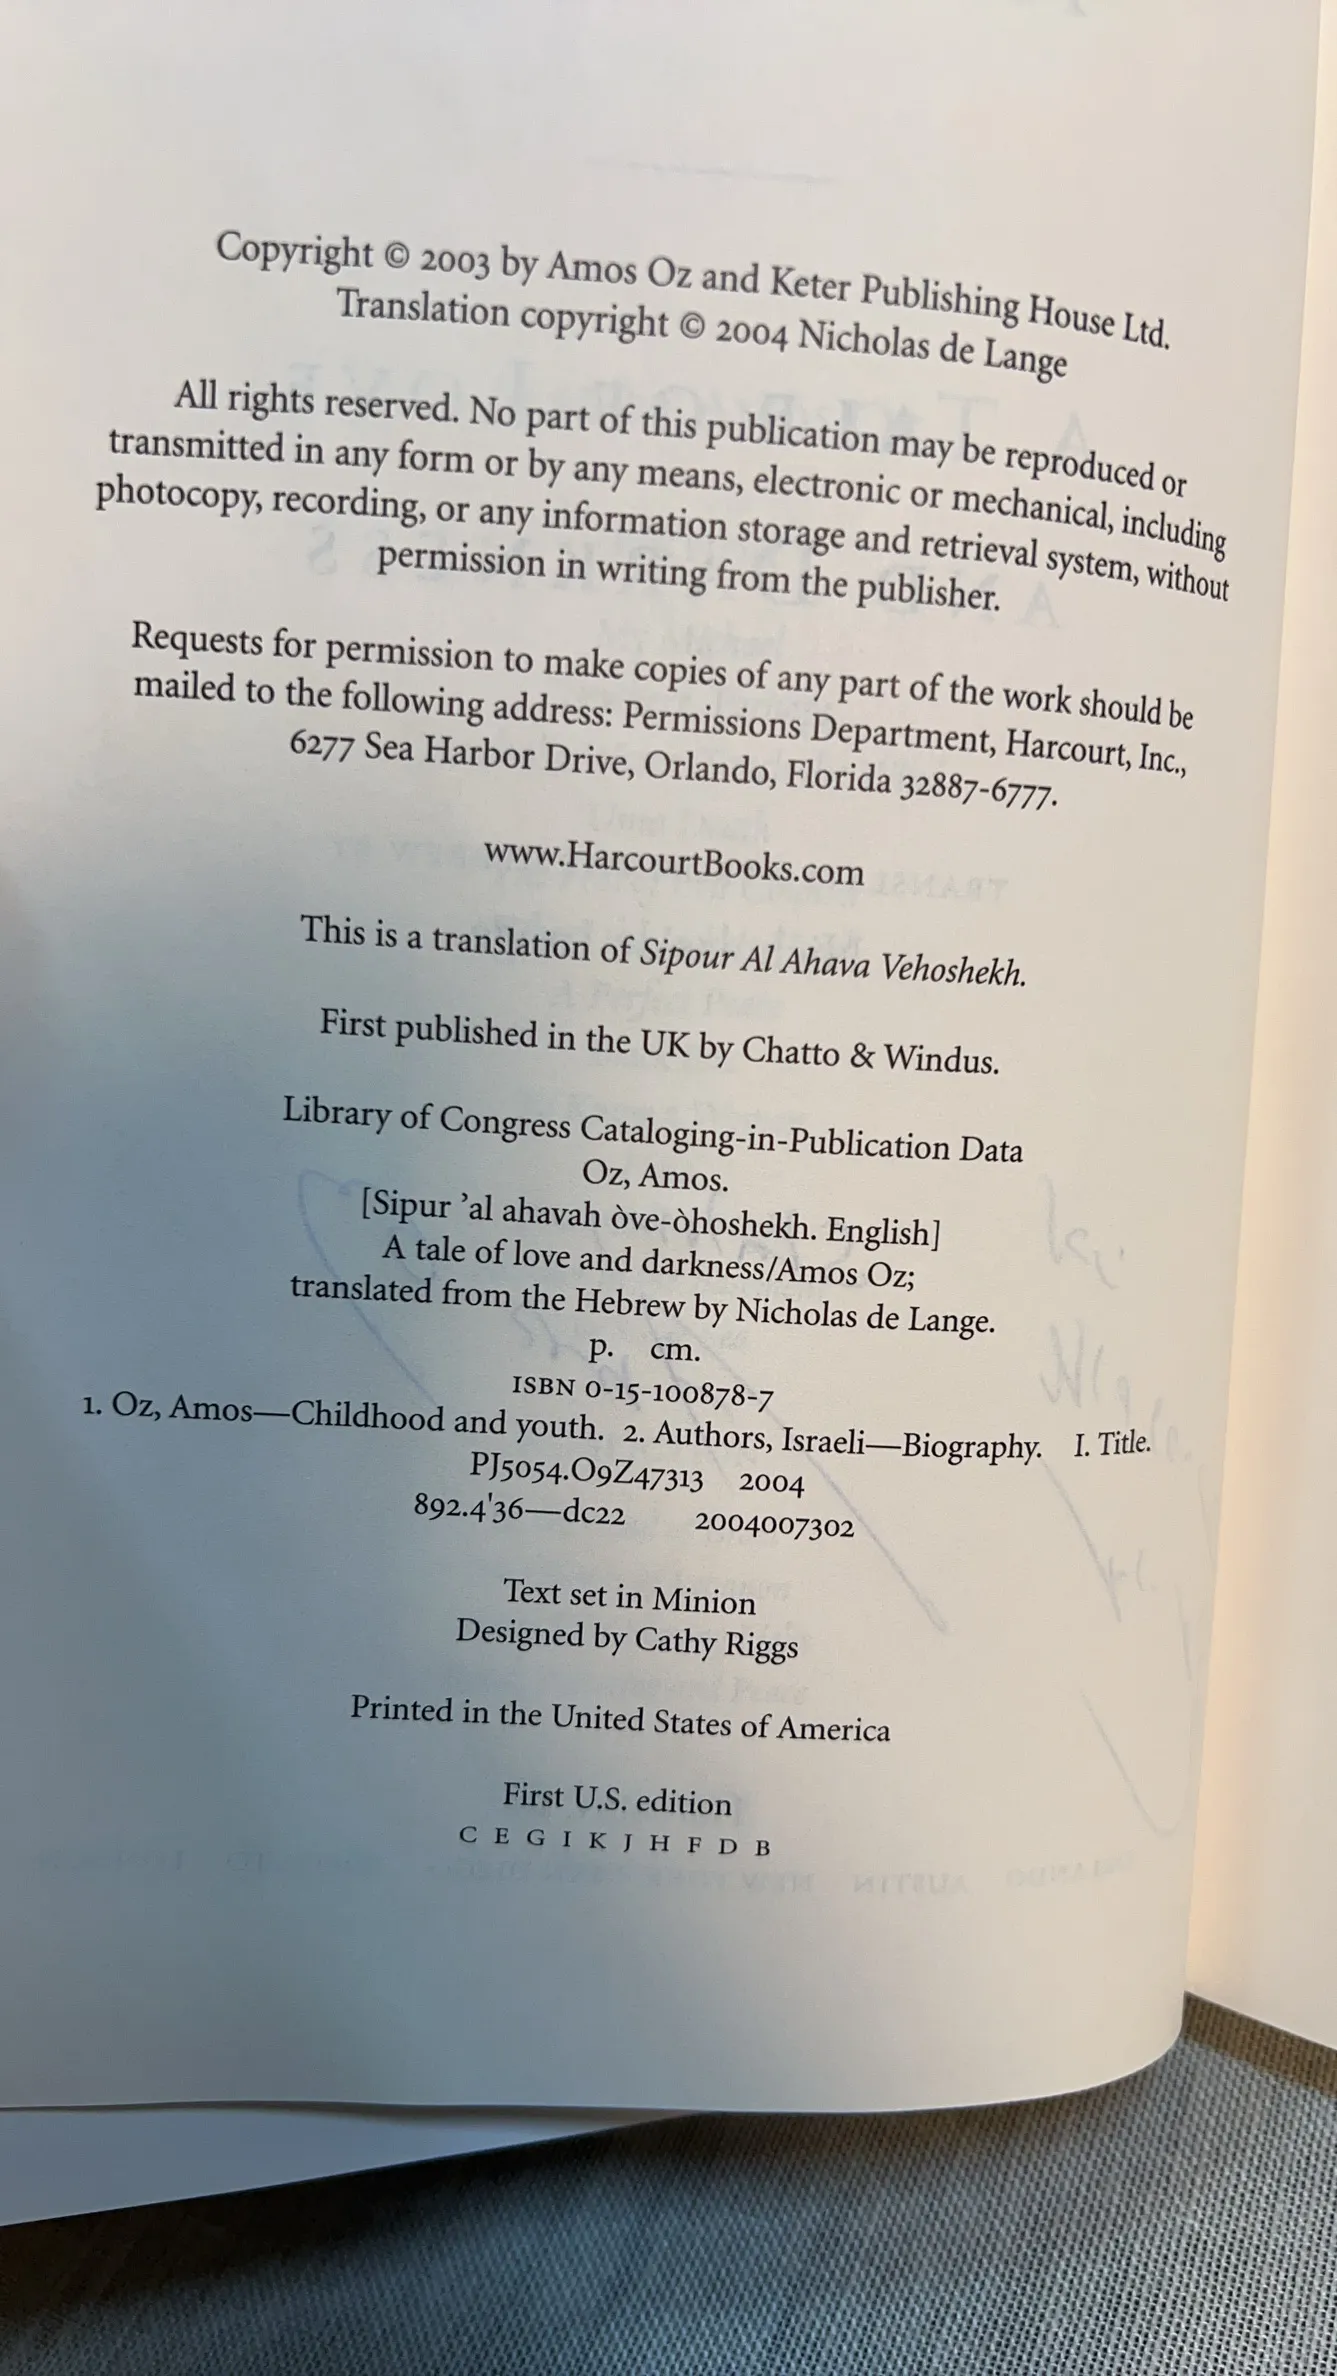 Copyright © 2003 by Amos Oz and Keter Publishing House Ltd.
Translation copyright © 2004 Nicholas de Lange
All rights reserved. No part of this publication may be reproduced or
transmitted in any form or by any means, electronic or mechanical, including
photocopy, recording, or any information storage and retrieval system, without
permission in writing from the publisher.
Requests for permission to make copies of any part of the work should be
mailed to the following address: Permissions Department, Harcourt, Inc.,
6277 Sea Harbor Drive, Orlando, Florida 32887-6777.
www.HarcourtBooks.com
This is a translation of Sipour Al Ahava Vehoshekh.
First published in the UK by Chatto & Windus.
Library of Congress Cataloging-in-Publication Data
Oz, Amos.
[Sipur ’al ahavah òve-òhoshekh. English]
A tale of love and darkness/Amos Oz;
translated from the Hebrew by Nicholas de Lange.
p. cm.
ISBN 0-15-100878-7
1. Oz, Amos—Childhood and youth. 2. Authors, Israeli—Biography. I. Title.
PJ5054.O9Z47313 2004
892.4'36—dc22 2004007302
Text set in Minion
Designed by Cathy Riggs
Printed in the United States of America
First U.S. edition
C E G I K J H F D B